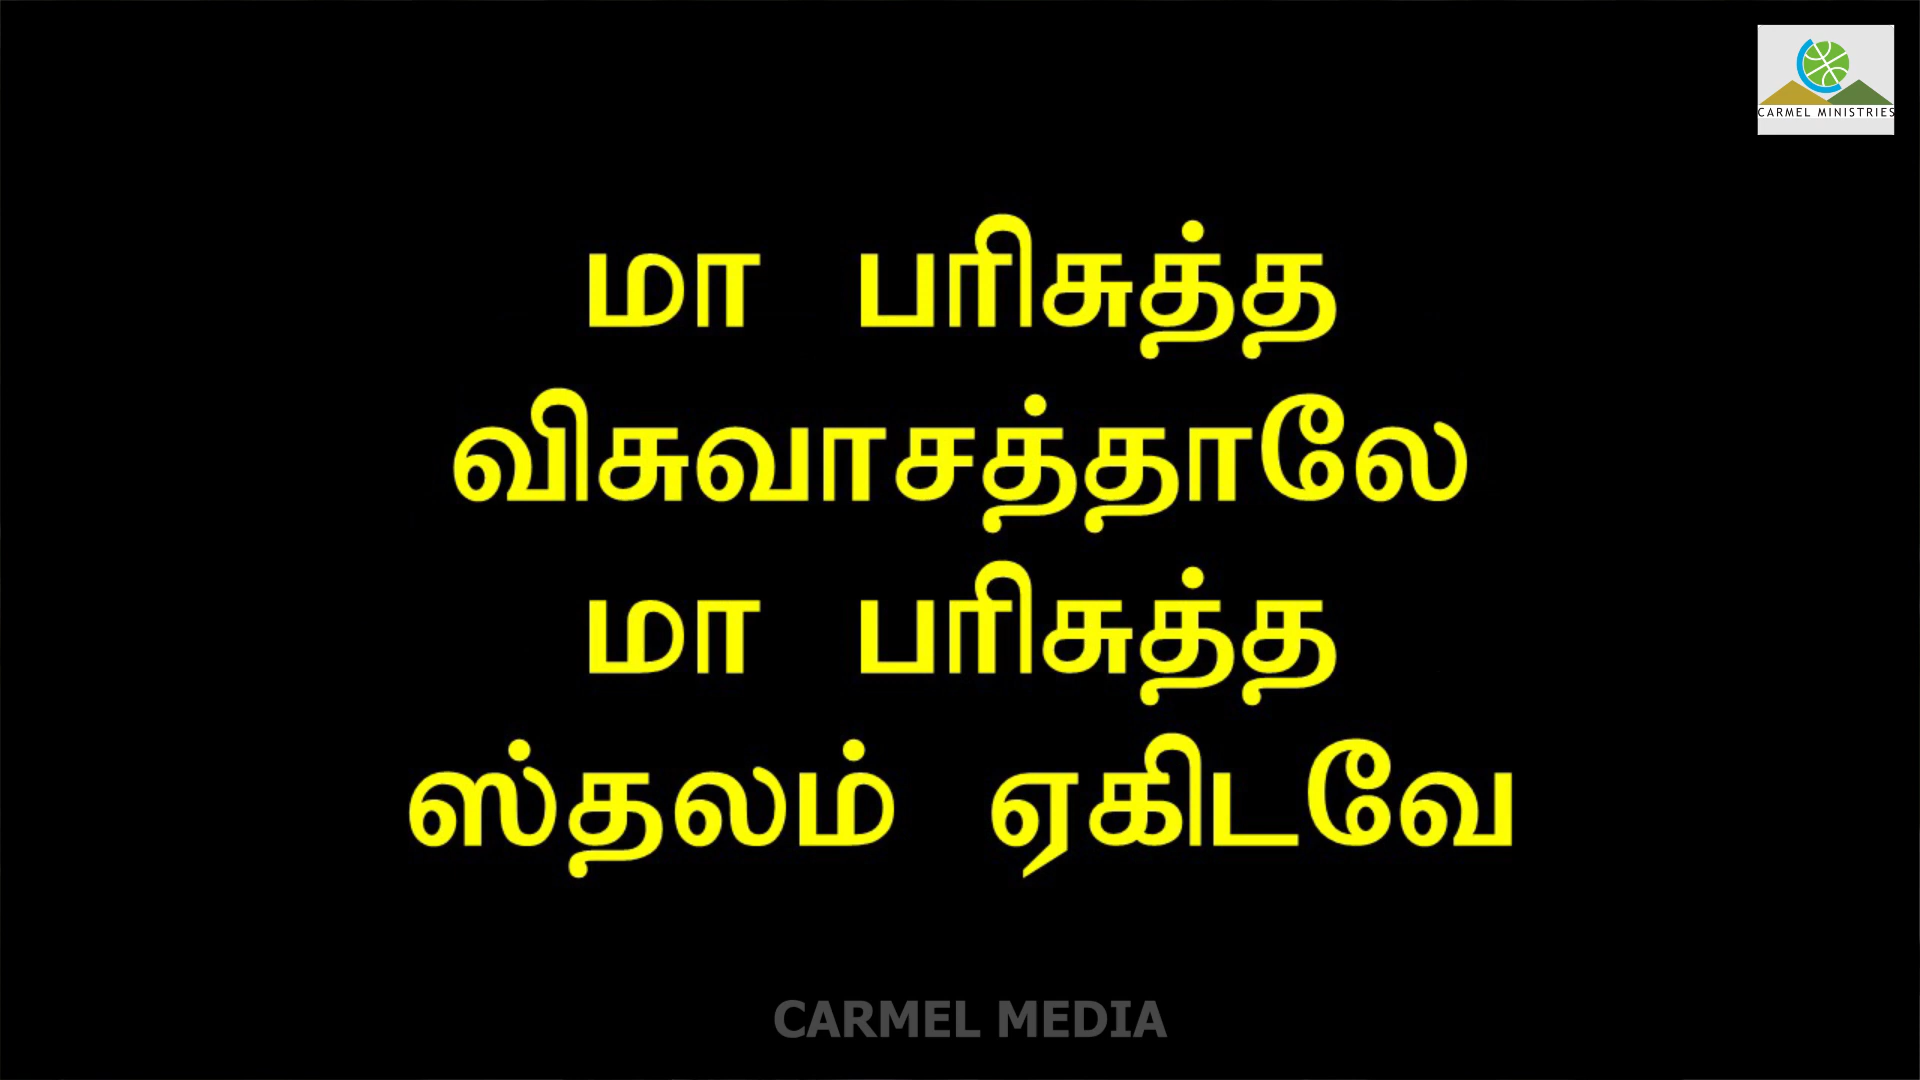 CARMEL MINISTRIES
மா பரிசுத்த
விசுவாசத்தாலே
மா பரிசுத்த
ஸ்தலம் ஏகிடவே
CARMEL MEDIA